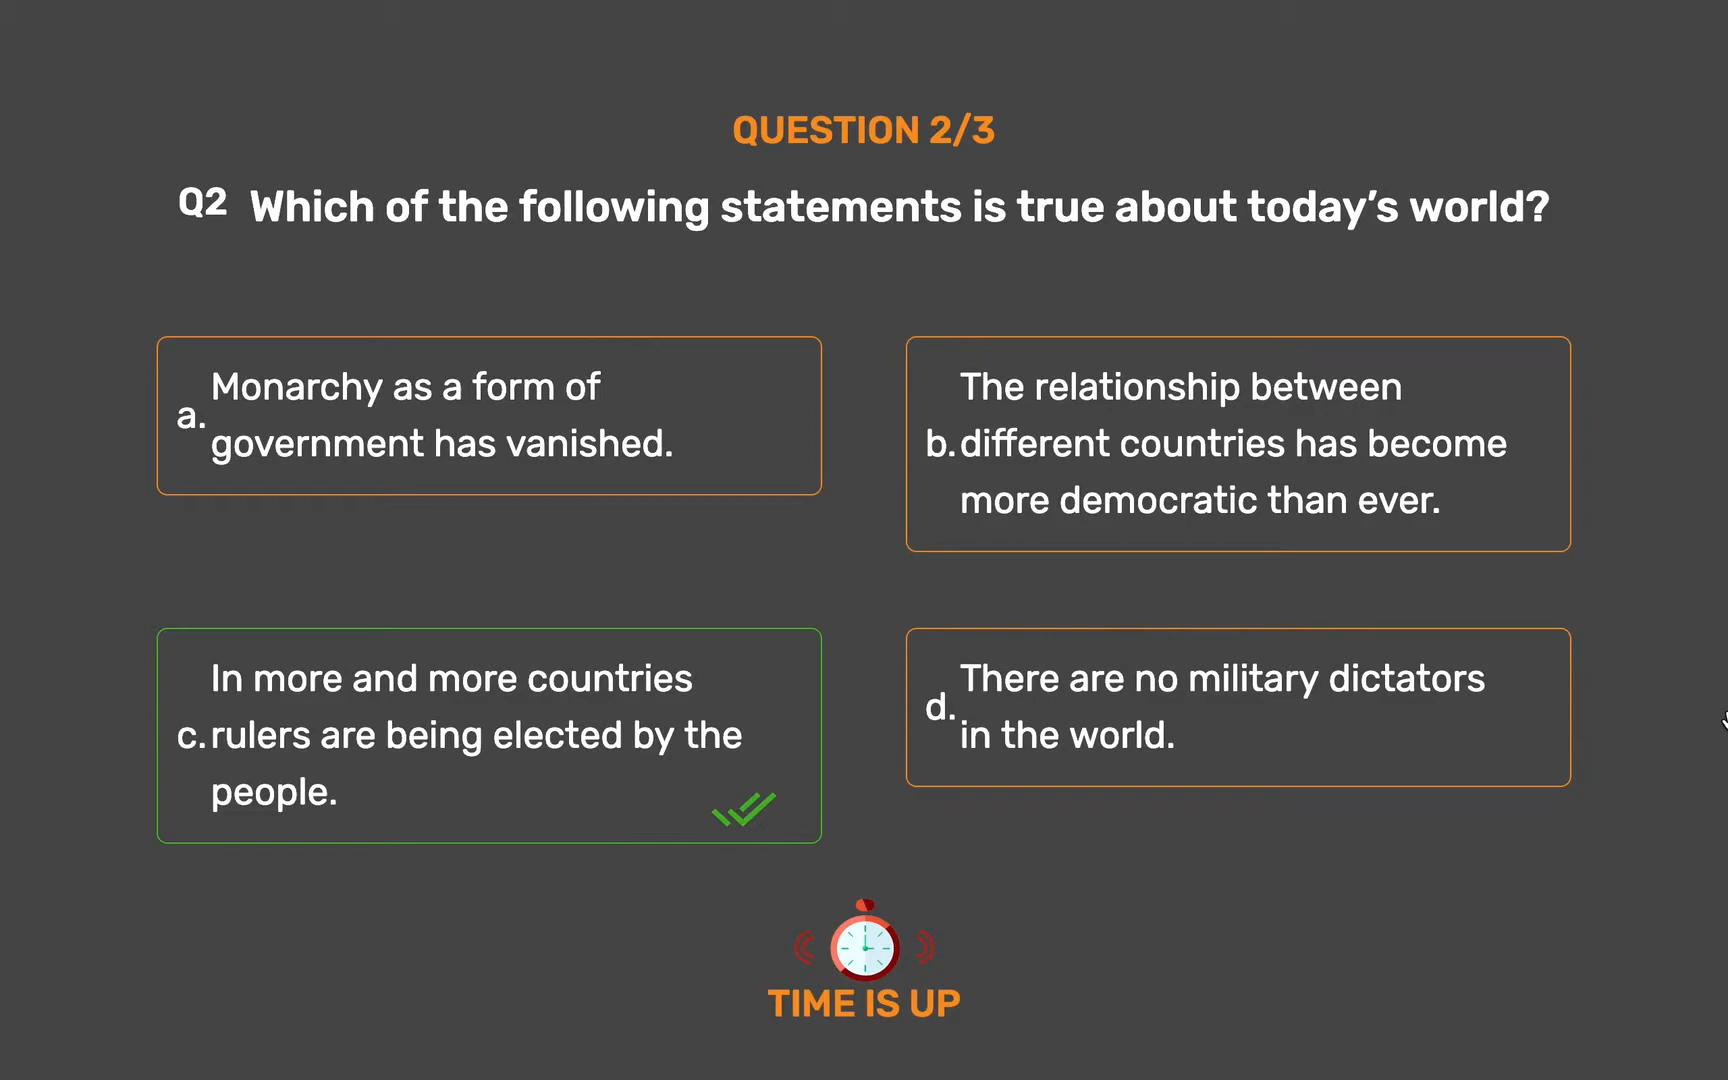 QUESTION 2/3
Q2 Which of the following statements is true about today’s world?
a. Monarchy as a form of
government has vanished.
b. The relationship between
different countries has become
more democratic than ever.
c. In more and more countries
rulers are being elected by the
people.
d. There are no military dictators
in the world.
TIME IS UP